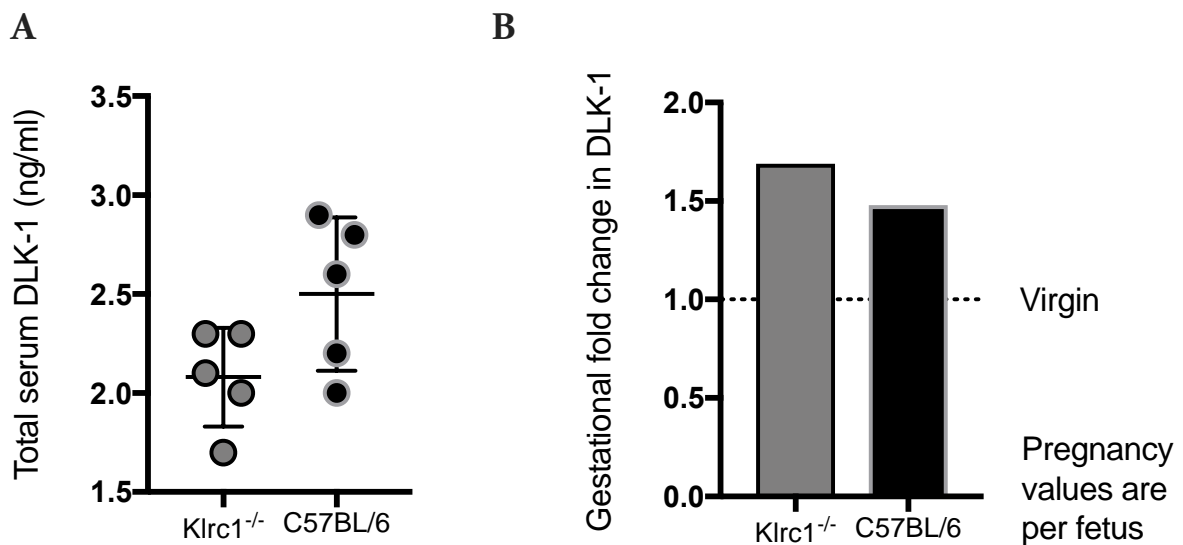 A
Total serum DLK-1 (ng/ml)
3.5
3.0
2.5
2.0
1.5
Klrc1-/-
C57BL/6
B
Gestational fold change in DLK-1
2.0
1.5
1.0
0.5
0.0
Klrc1-/-
C57BL/6
Virgin
Pregnancy
values are
per fetus